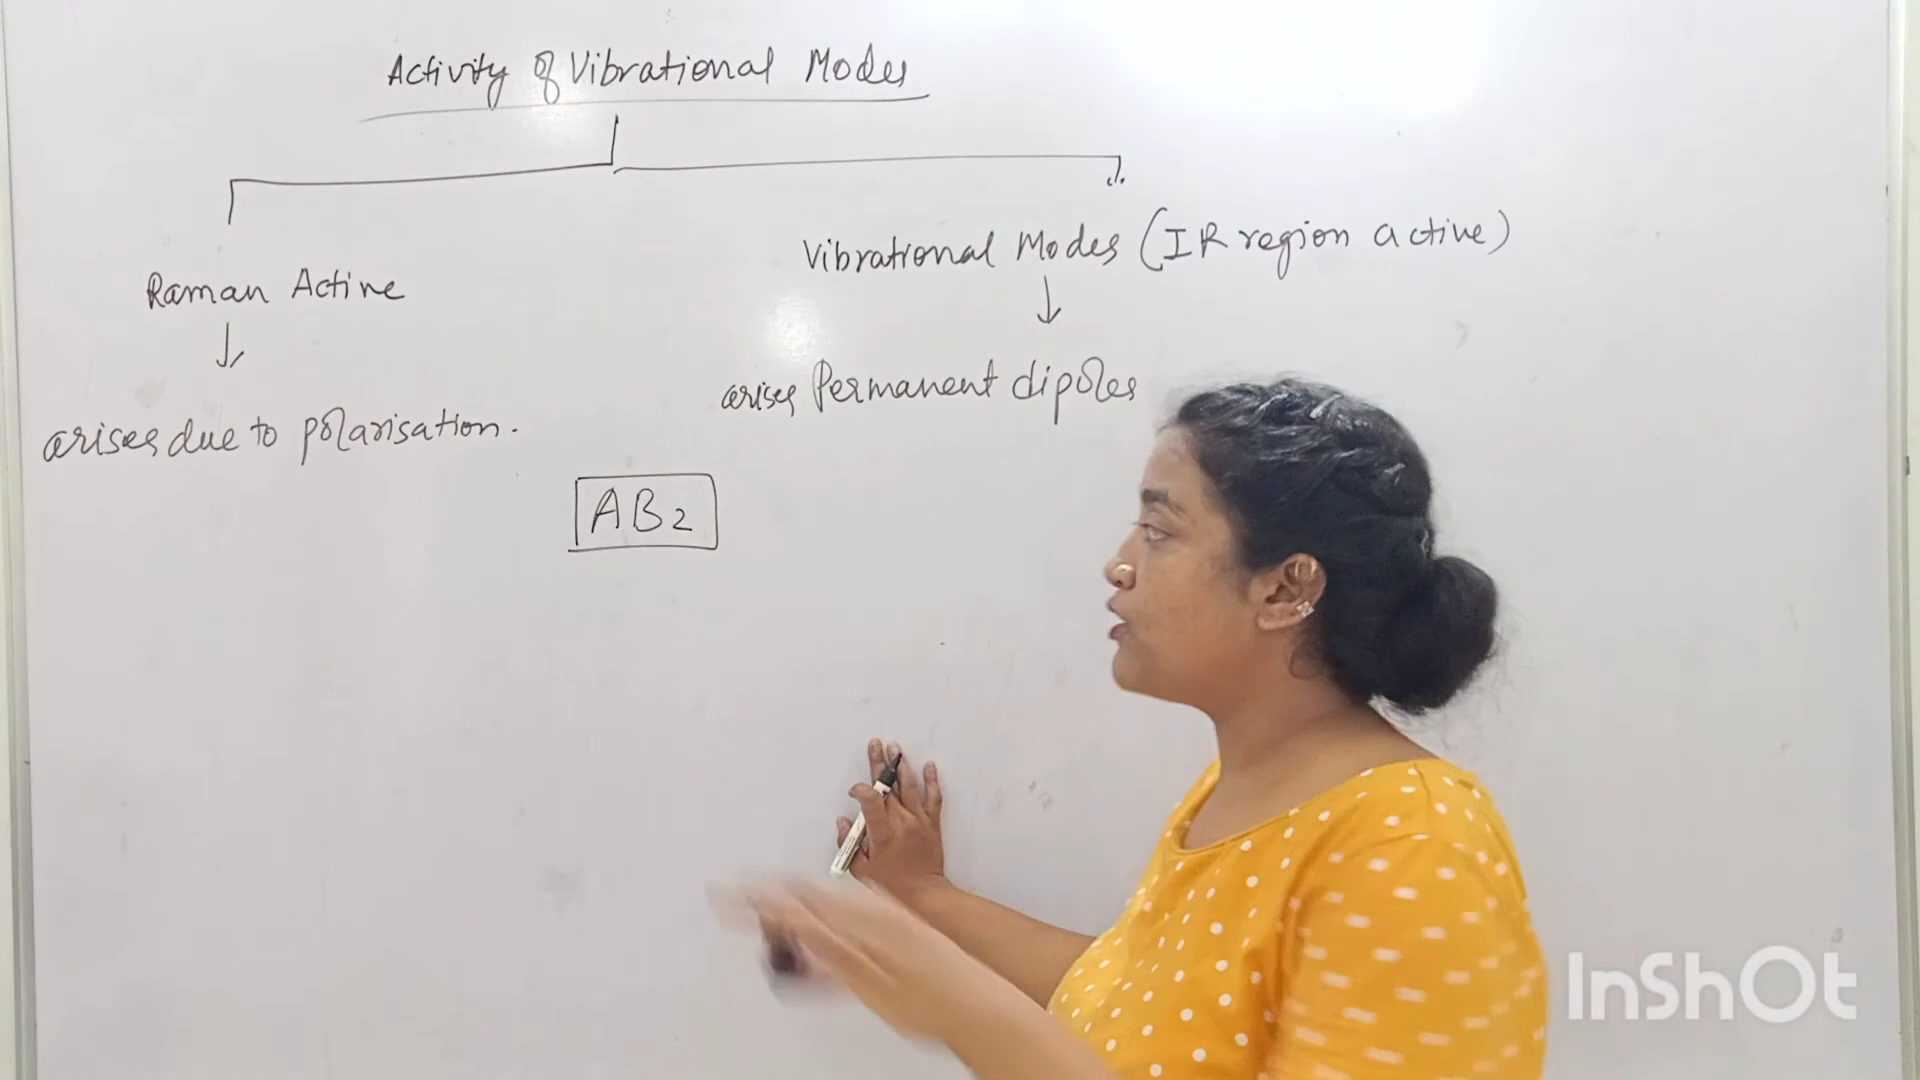 Activity of Vibrational Modes
Raman Active
arises due to polarisation.
Vibrational Modes (IR region active)
arises Permanent dipoles
AB2
InShOt